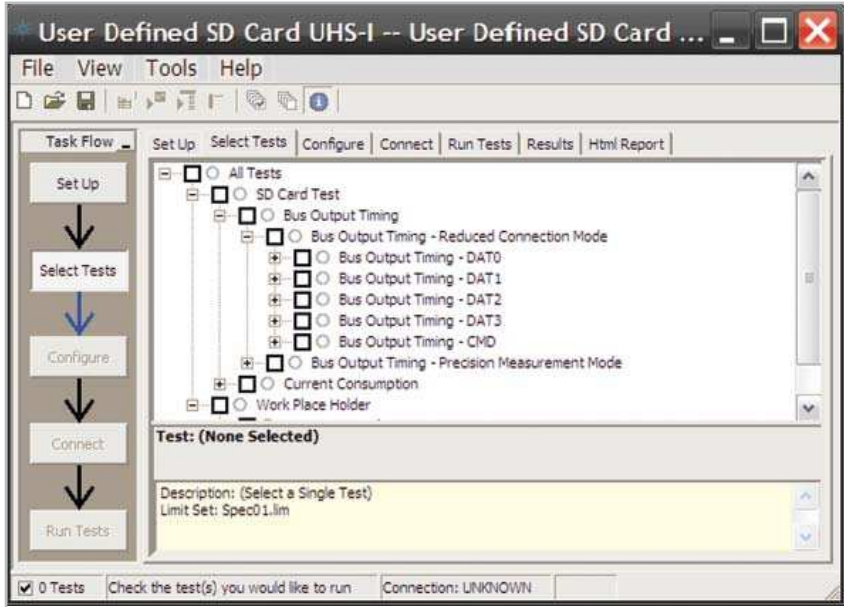 User Defined SD Card UHS-I -- User Defined SD Card ...
File View Tools Help
Task Flow
Set Up
Select Tests
Configure
Connect
Run Tests
Set Up Select Tests Configure Connect Run Tests Results Html Report
All Tests
SD Card Test
Bus Output Timing
Bus Output Timing - Reduced Connection Mode
Bus Output Timing - DAT0
Bus Output Timing - DAT1
Bus Output Timing - DAT2
Bus Output Timing - DAT3
Bus Output Timing - CMD
Bus Output Timing - Precision Measurement Mode
Current Consumption
Work Place Holder
Test: (None Selected)
Description: (Select a Single Test)
Limit Set: Spec01.lim
0 Tests Check the test(s) you would like to run Connection: UNKNOWN